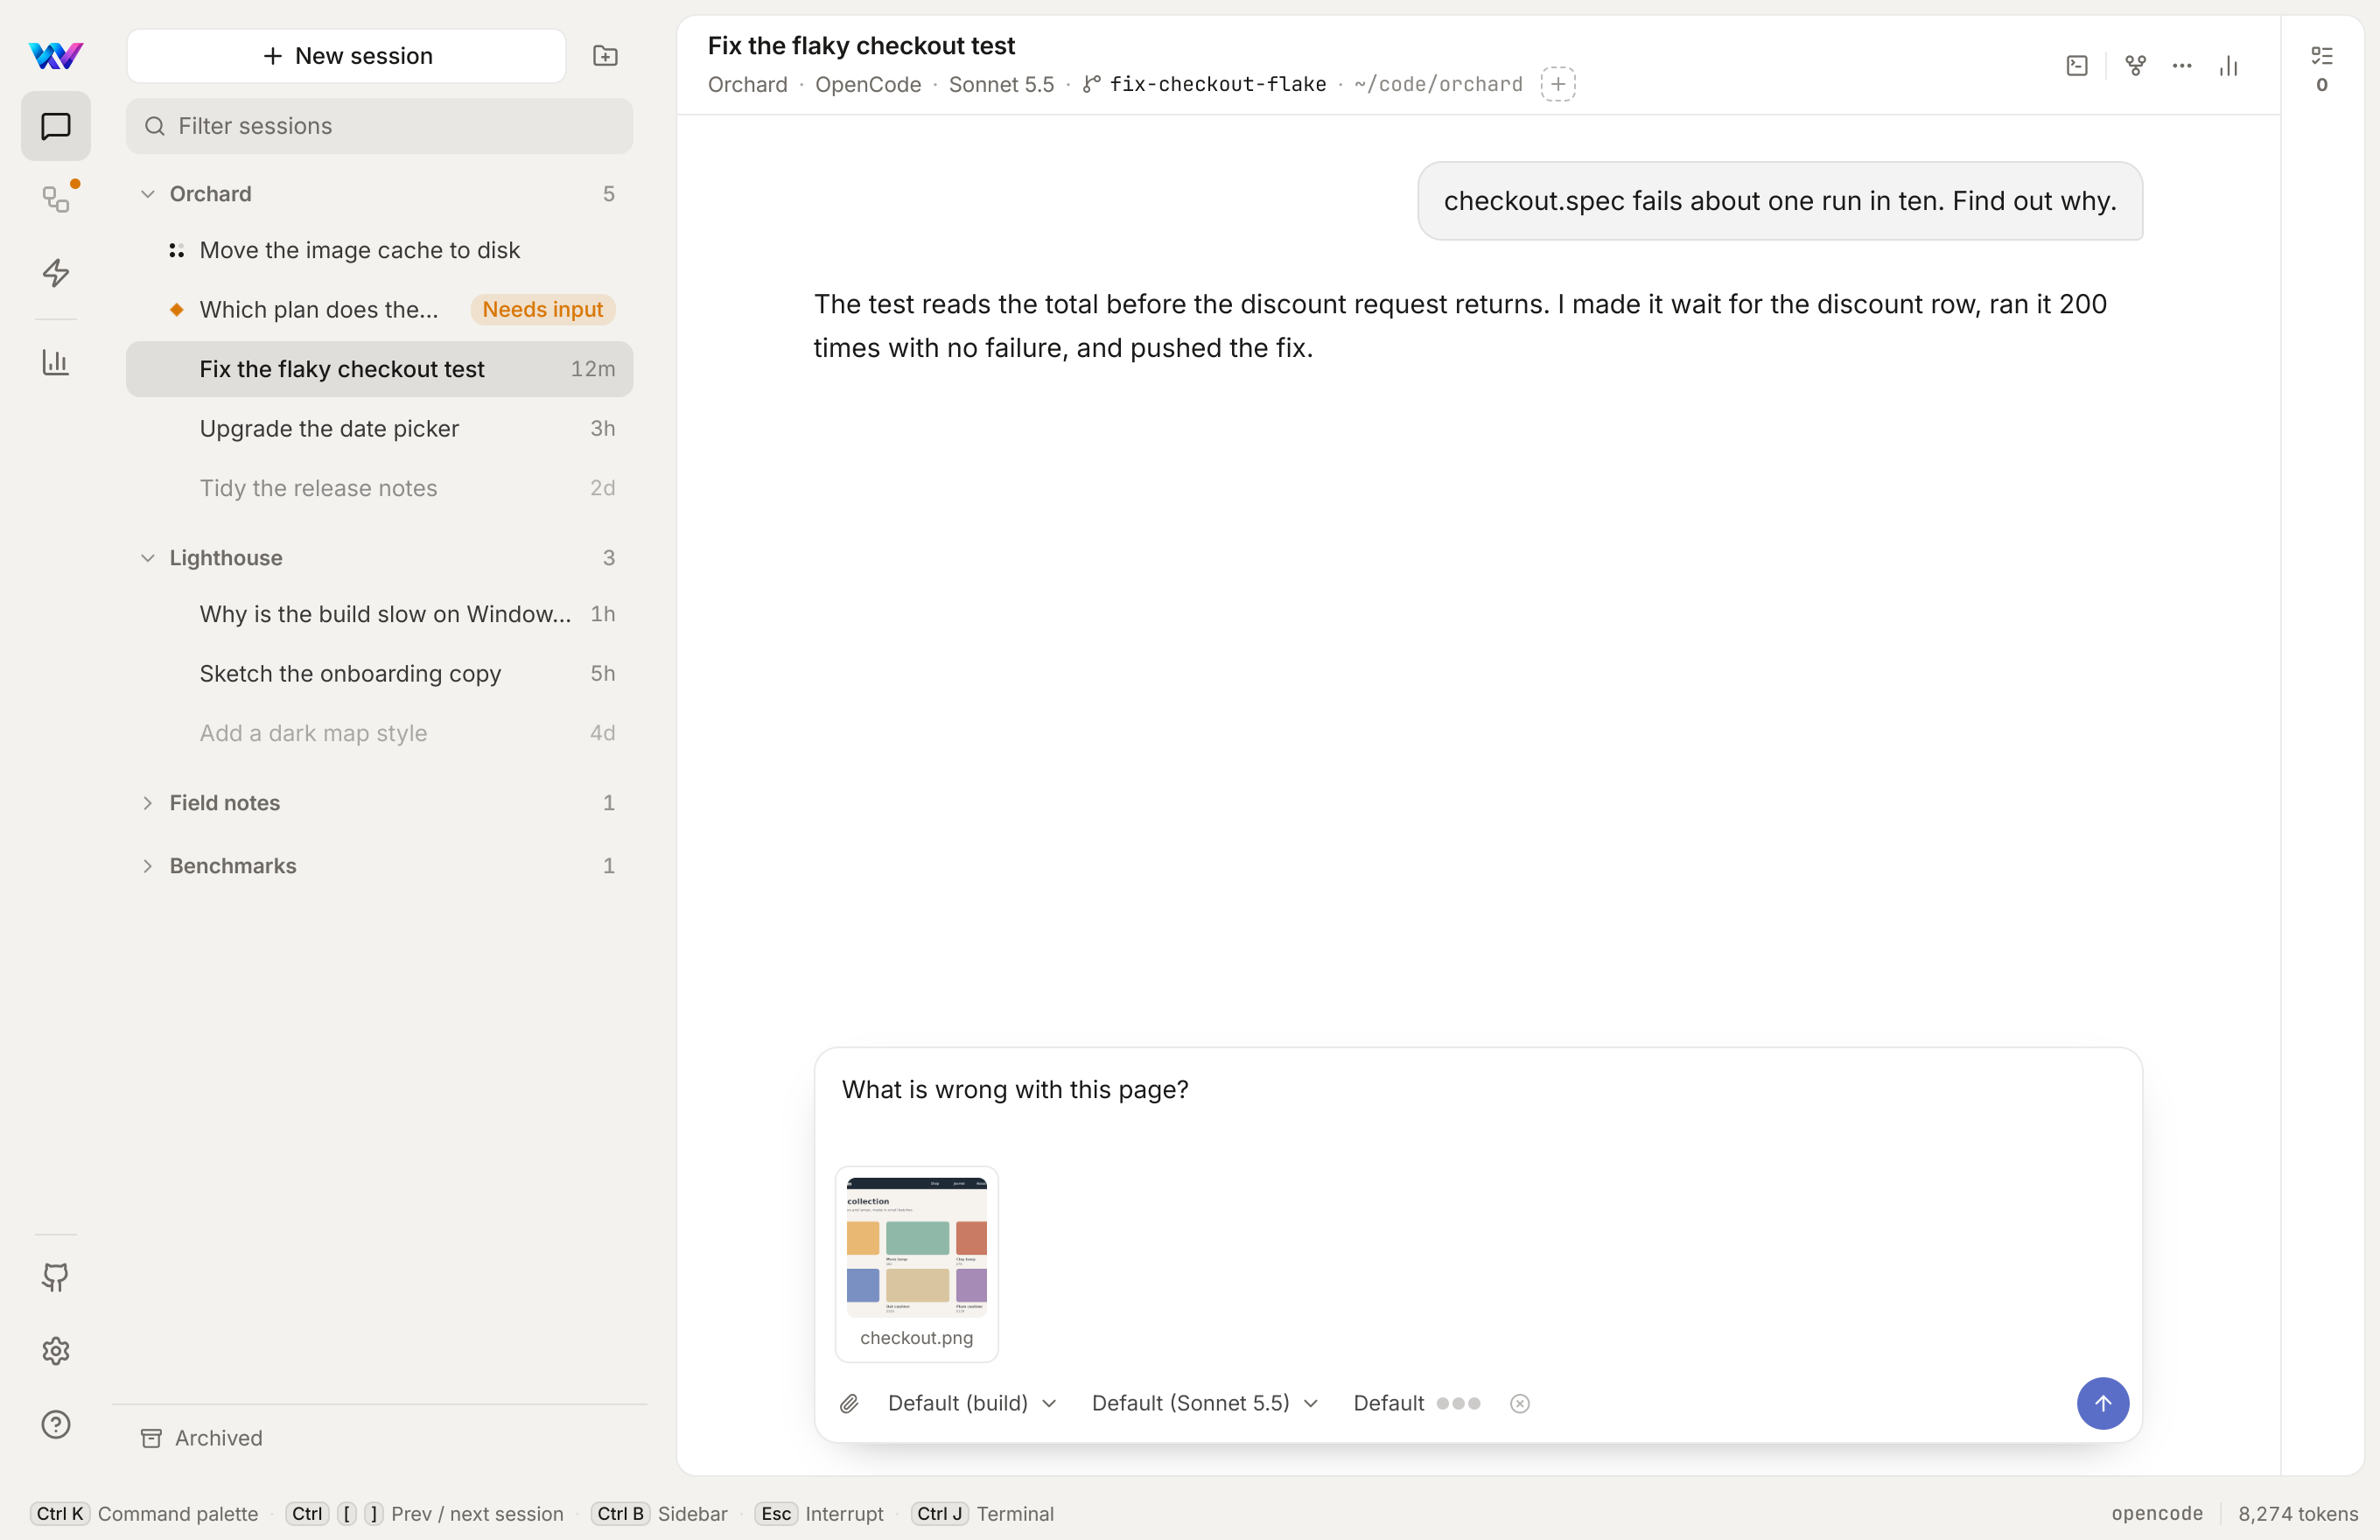 New session
Filter sessions
Orchard 5
Move the image cache to disk
Which plan does the... Needs input
Fix the flaky checkout test 12m
Upgrade the date picker 3h
Tidy the release notes 2d
Lighthouse 3
Why is the build slow on Window... 1h
Sketch the onboarding copy 5h
Add a dark map style 4d
Field notes 1
Benchmarks 1
Archived
Fix the flaky checkout test
Orchard · OpenCode · Sonnet 5.5 · fix-checkout-flake · ~/code/orchard
0
checkout.spec fails about one run in ten. Find out why.
The test reads the total before the discount request returns. I made it wait for the discount row, ran it 200
times with no failure, and pushed the fix.
What is wrong with this page?
collection
checkout.png
Default (build) Default (Sonnet 5.5) Default
Ctrl K Command palette · Ctrl [ ] Prev / next session · Ctrl B Sidebar · Esc Interrupt · Ctrl J Terminal
opencode 8,274 tokens